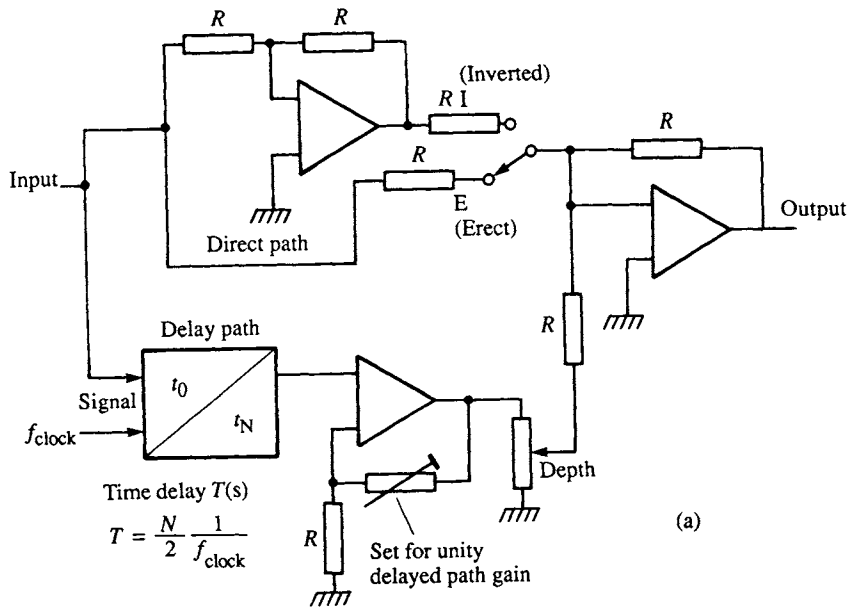 R
R
(Inverted)
R I
R
R
Input
E
(Erect)
Output
Direct path
R
Delay path
t0
Signal
tN
fclock
Depth
Time delay T(s)
T = N/2 1/fclock
R
Set for unity
delayed path gain
(a)